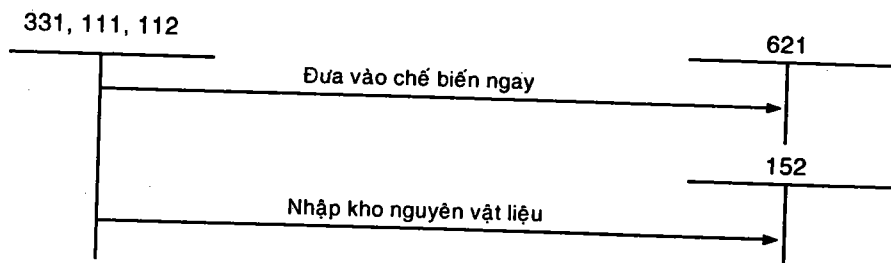 331, 111, 112
621
Đưa vào chế biến ngay
152
Nhập kho nguyên vật liệu